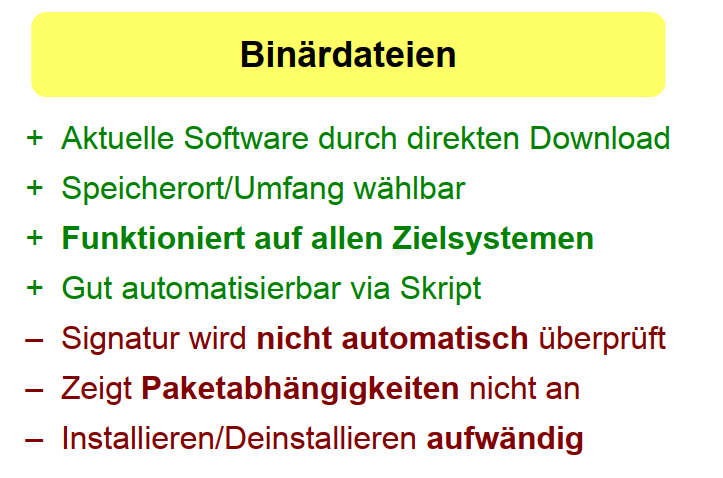 Binärdateien
+ Aktuelle Software durch direkten Download
+ Speicherort/Umfang wählbar
+ Funktioniert auf allen Zielsystemen
+ Gut automatisierbar via Skript
– Signatur wird nicht automatisch überprüft
– Zeigt Paketabhängigkeiten nicht an
– Installieren/Deinstallieren aufwändig